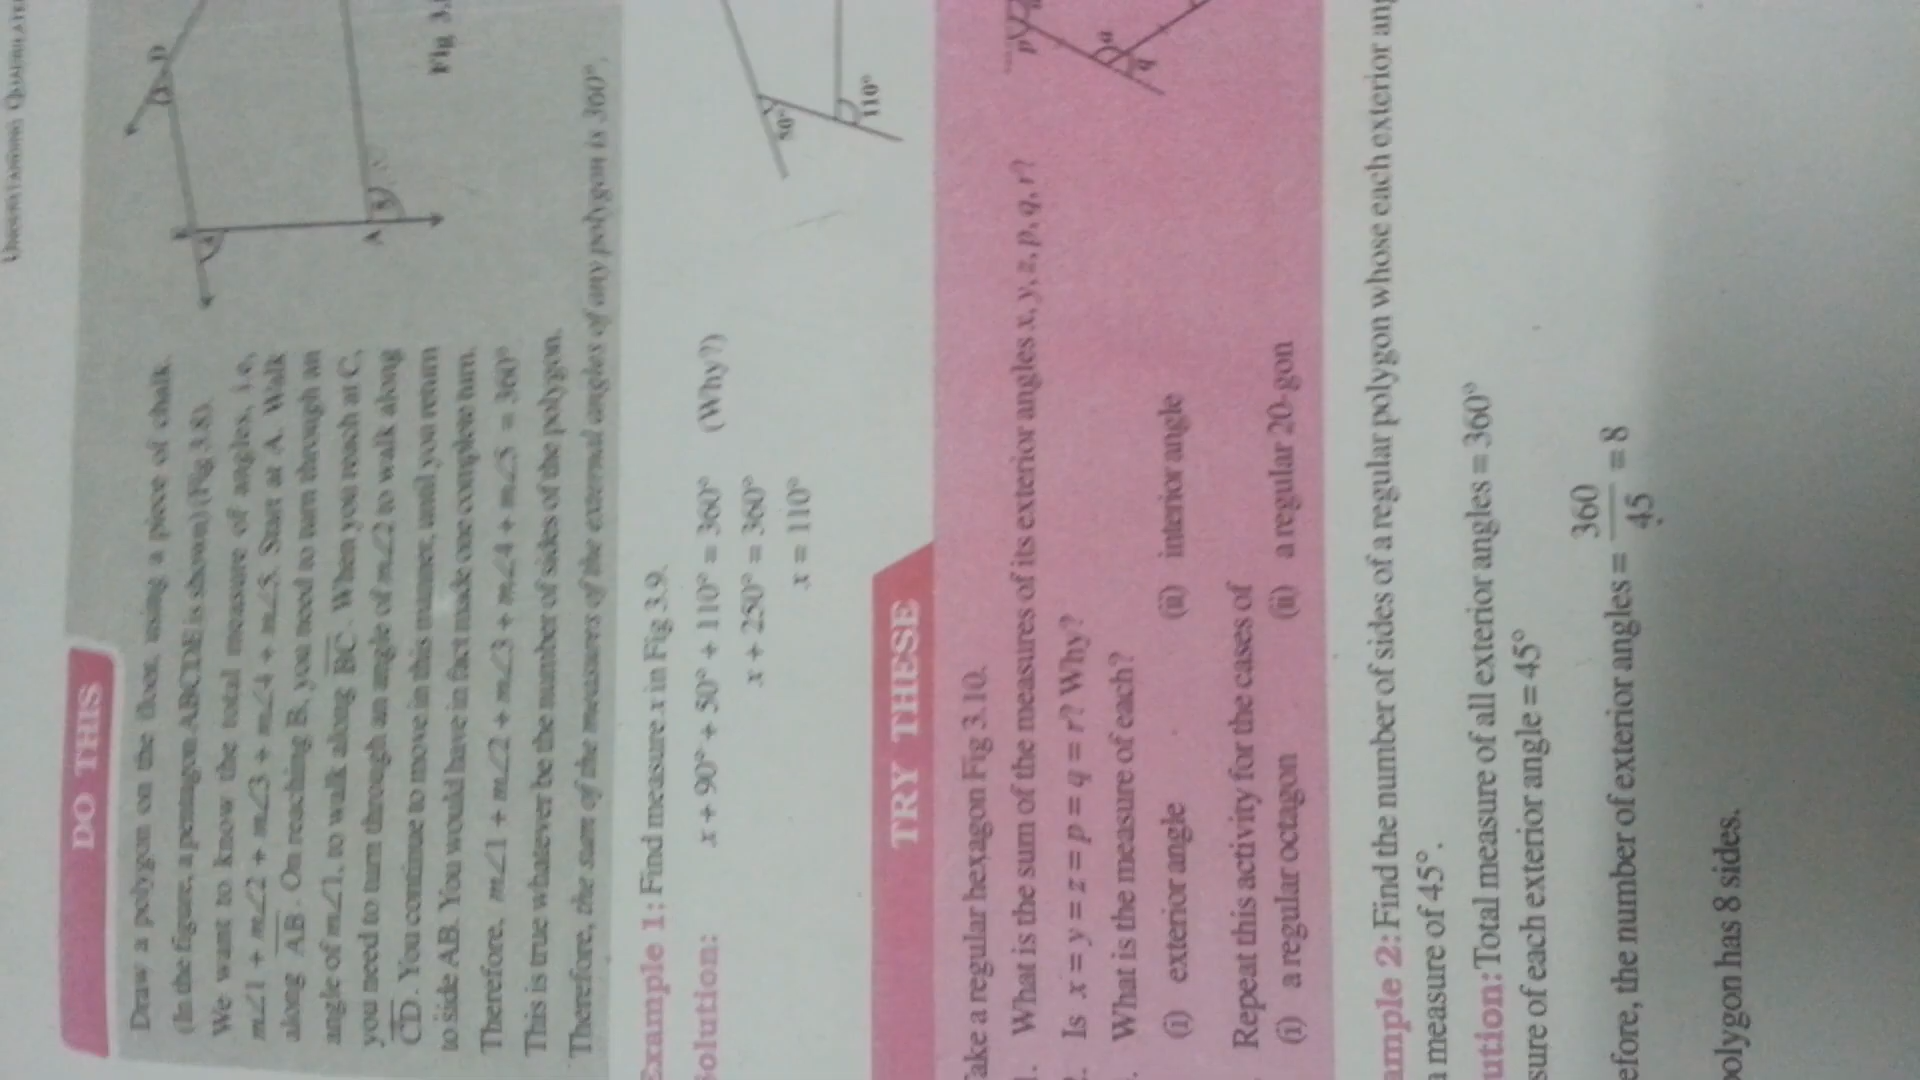 DO THIS
Draw a polygon on the floor, using a piece of chalk.
(In the figure, a pentagon ABCDE is shown) (Fig 3.8).
We want to know the total measure of angles, i.e,
m∠1 + m∠2 + m∠3 + m∠4 + m∠5. Start at A. Walk
along AB. On reaching B, you need to turn through an
angle of m∠1, to walk along BC. When you reach at C,
you need to turn through an angle of m∠2 to walk along
CD. You continue to move in this manner, until you return
to side AB. You would have in fact made one complete turn.
Therefore, m∠1 + m∠2 + m∠3 + m∠4 + m∠5 = 360°
This is true whatever be the number of sides of the polygon.
Therefore, the sum of the measures of the external angles of any polygon is 360°.
D
A
Fig 3.
Example 1: Find measure x in Fig 3.9.
Solution: x + 90° + 50° + 110° = 360° (Why?)
x + 250° = 360°
x = 110°
50°
110°
TRY THESE
Take a regular hexagon Fig 3.10.
1. What is the sum of the measures of its exterior angles x, y, z, p, q, r?
2. Is x = y = z = p = q = r? Why?
What is the measure of each?
(i) exterior angle (ii) interior angle
Repeat this activity for the cases of
(i) a regular octagon (ii) a regular 20-gon
p
a
q
ample 2: Find the number of sides of a regular polygon whose each exterior ang
a measure of 45°.
ution: Total measure of all exterior angles = 360°
sure of each exterior angle = 45°
efore, the number of exterior angles = 360/45 = 8
polygon has 8 sides.